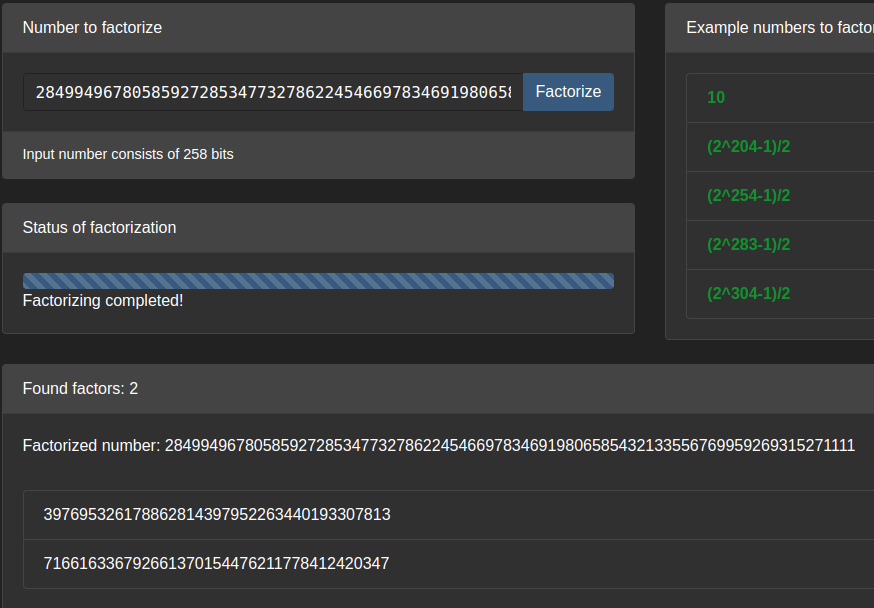 Number to factorize
Example numbers to factor
28499496780585927285347732786224546697834691980658
Factorize
10
(2^204-1)/2
Input number consists of 258 bits
(2^254-1)/2
Status of factorization
(2^283-1)/2
(2^304-1)/2
Factorizing completed!
Found factors: 2
Factorized number: 284994967805859272853477327862245466978346919806585432133556769959269315271111
397695326178862814397952263440193307813
716616336792661370154476211778412420347